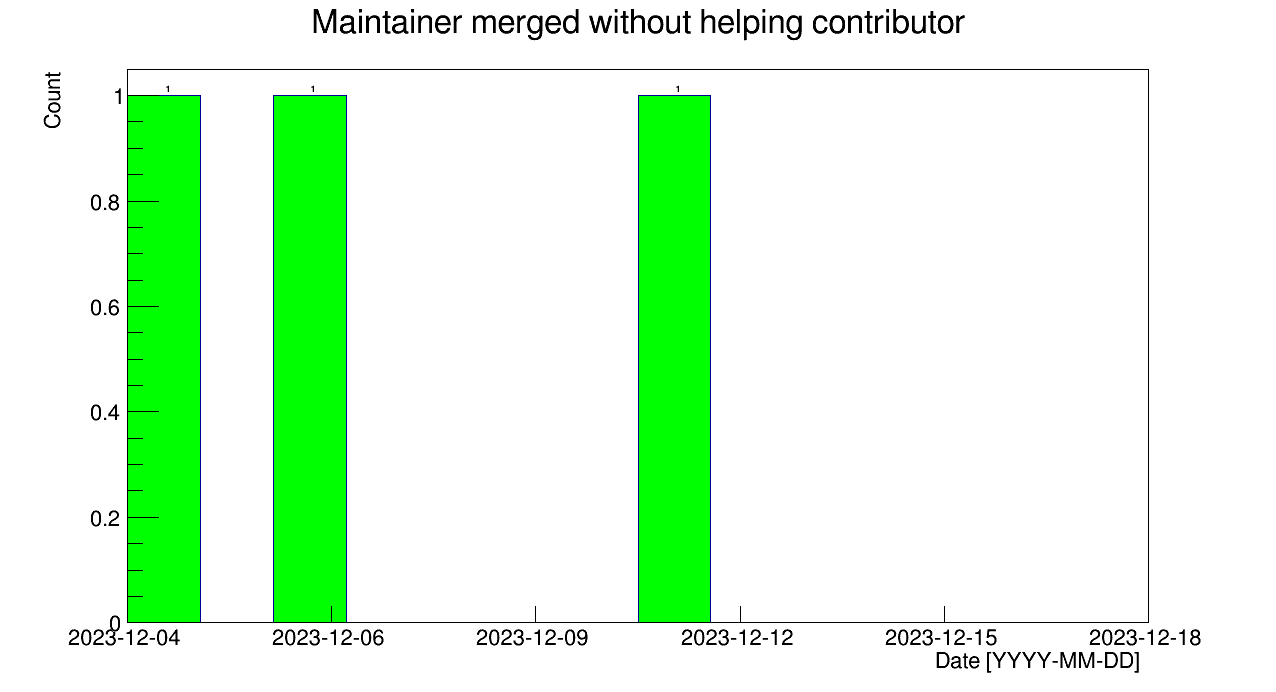 Maintainer merged without helping contributor
Count
1 1 1
1
0.8
0.6
0.4
0.2
0
2023-12-04 2023-12-06 2023-12-09 2023-12-12 2023-12-15 2023-12-18
Date [YYYY-MM-DD]